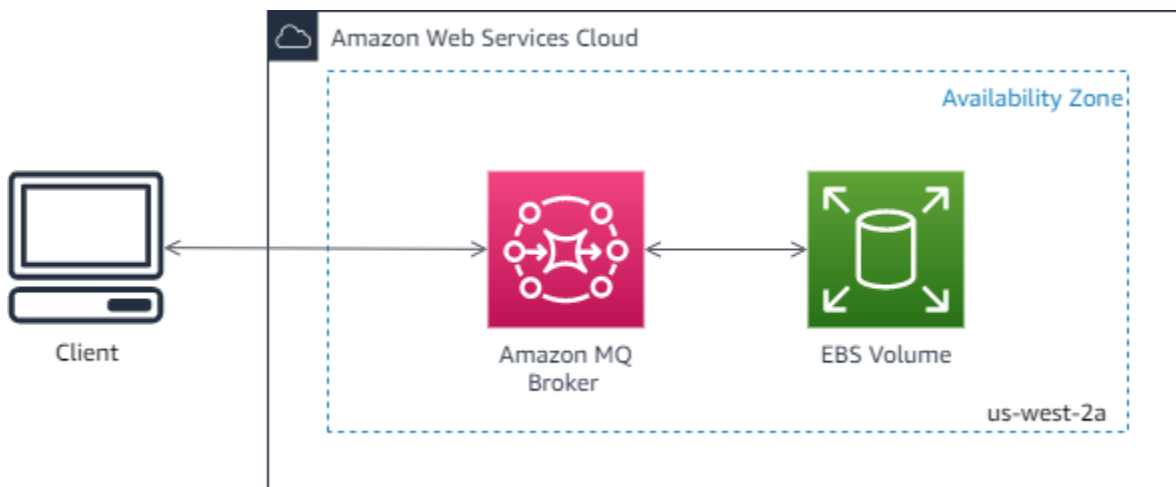 Amazon Web Services Cloud
Availability Zone
Client
Amazon MQ
Broker
EBS Volume
us-west-2a